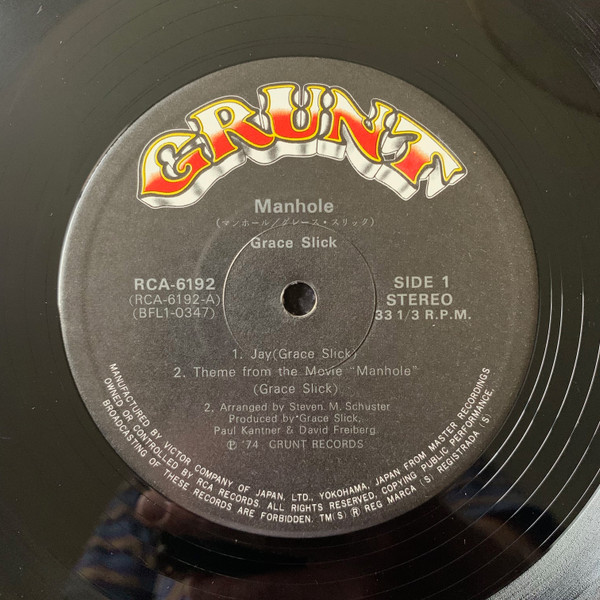 GRUNT
Manhole
(マンホール/グレース・スリック)
Grace Slick
RCA-6192
(RCA-6192-A)
(BFL1-0347)
SIDE 1
STEREO
33 1/3 R.P.M.
1. Jay(Grace Slick)
2. Theme from the Movie "Manhole"
(Grace Slick)
2. Arranged by Steven M. Schuster
Produced by Grace Slick,
Paul Kantner & David Freiberg
℗ '74 GRUNT RECORDS
MANUFACTURED BY VICTOR COMPANY OF JAPAN, LTD., YOKOHAMA, JAPAN FROM MASTER RECORDINGS
OWNED OR CONTROLLED BY RCA RECORDS. ALL RIGHTS RESERVED, COPYING PUBLIC PERFORMANCE,
BROADCASTING OF THESE RECORDS ARE FORBIDDEN. TM(S) ® REG MARCA (S) REGISTRADA (S)